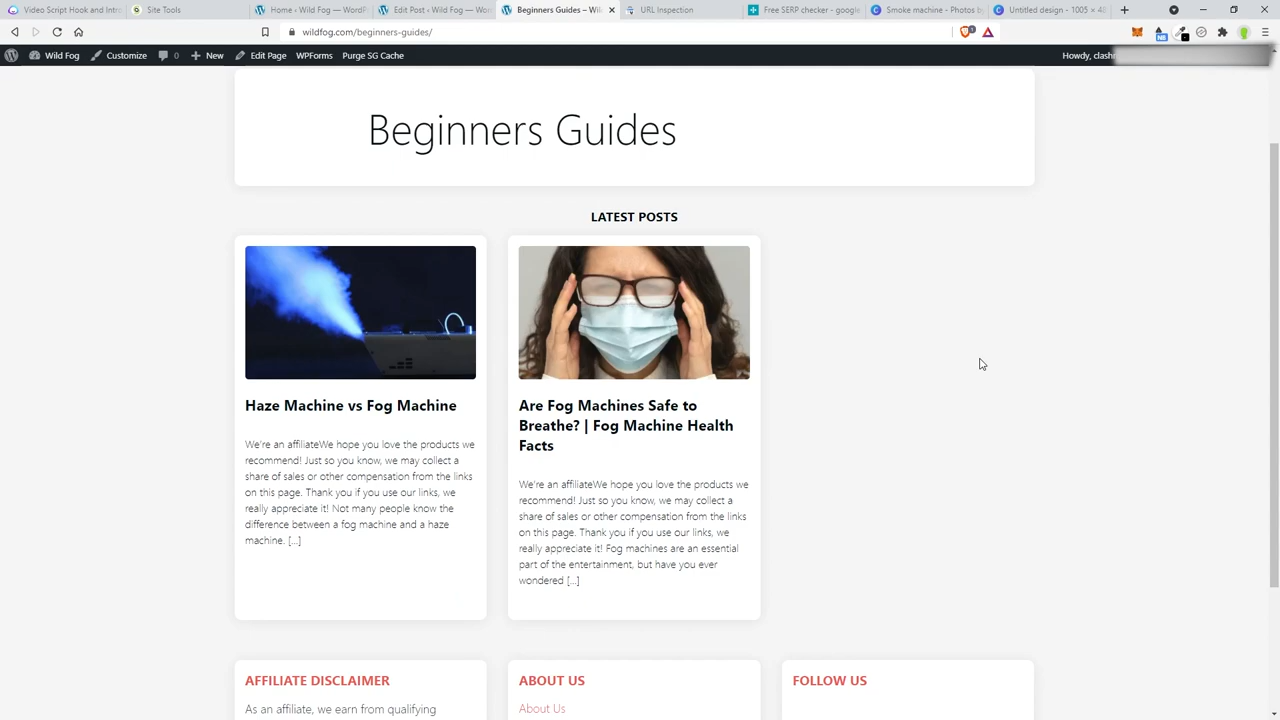 Video Script Hook and Intr
Site Tools
Home ‹ Wild Fog — WordPr
Edit Post ‹ Wild Fog — Wor
Beginners Guides – Wil
URL Inspection
Free SERP checker - google
Smoke machine - Photos by
Untitled design - 1005 × 48
wildfog.com/beginners-guides/
Wild Fog
Customize
0
New
Edit Page
WPForms
Purge SG Cache
Howdy, clash
Beginners Guides
LATEST POSTS
Haze Machine vs Fog Machine
We're an affiliateWe hope you love the products we
recommend! Just so you know, we may collect a
share of sales or other compensation from the links
on this page. Thank you if you use our links, we
really appreciate it! Not many people know the
difference between a fog machine and a haze
machine. [...]
Are Fog Machines Safe to
Breathe? | Fog Machine Health
Facts
We're an affiliateWe hope you love the products we
recommend! Just so you know, we may collect a
share of sales or other compensation from the links
on this page. Thank you if you use our links, we
really appreciate it! Fog machines are an essential
part of the entertainment, but have you ever
wondered [...]
AFFILIATE DISCLAIMER
As an affiliate, we earn from qualifying
ABOUT US
About Us
FOLLOW US